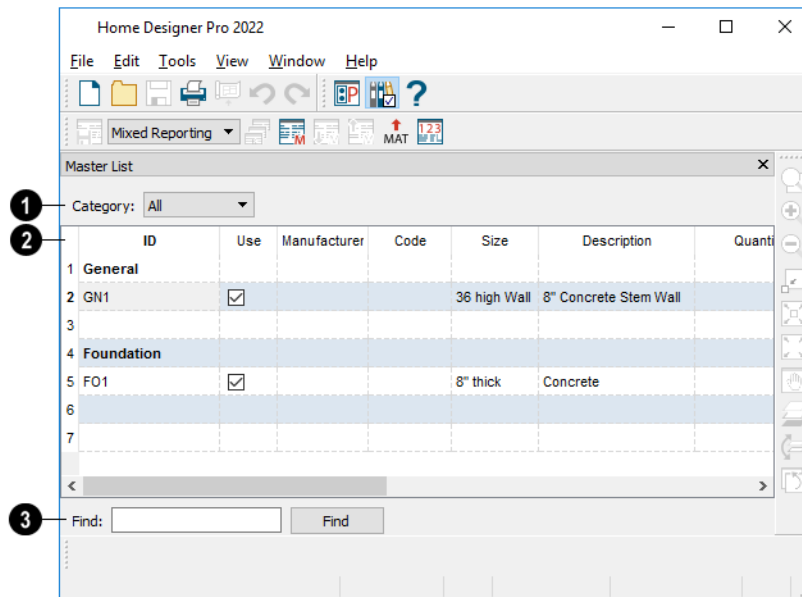 Home Designer Pro 2022
File Edit Tools View Window Help
P ?
Mixed Reporting M MAT 123
Master List
1 Category: All
2 ID Use Manufacturer Code Size Description Quanti
1 General
2 GN1 36 high Wall 8" Concrete Stem Wall
3
4 Foundation
5 FO1 8" thick Concrete
6
7
3 Find: Find